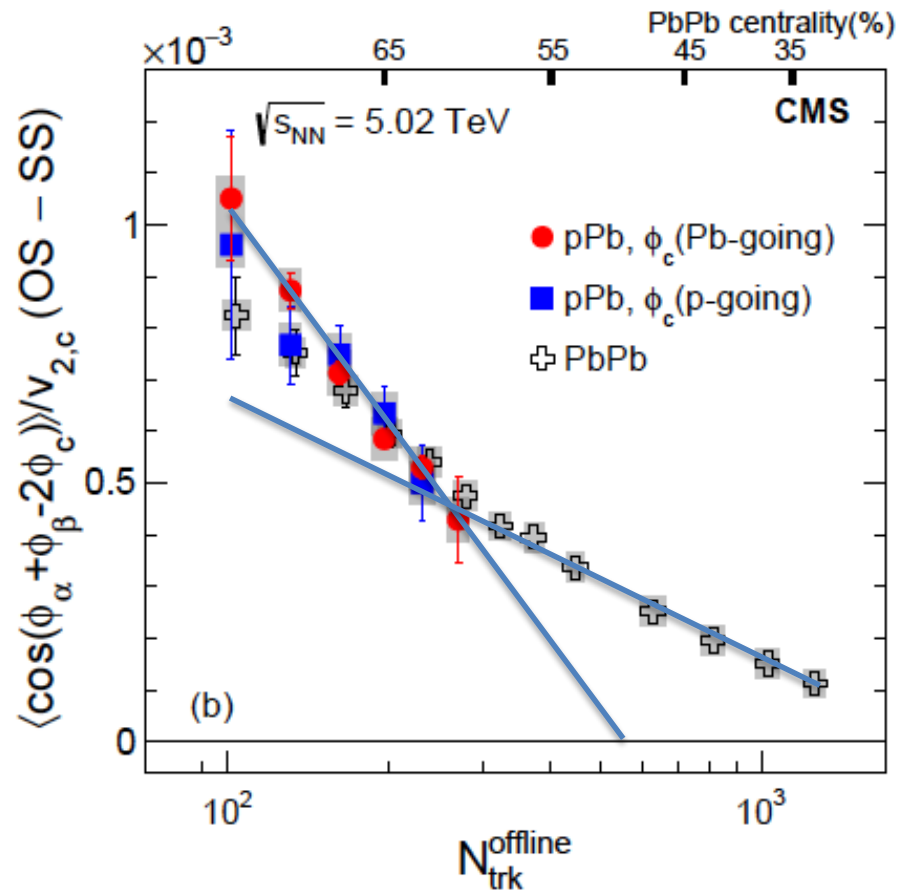 PbPb centrality(%)
×10⁻³
65 55 45 35
√s_NN = 5.02 TeV
CMS
pPb, ϕ_c(Pb-going)
pPb, ϕ_c(p-going)
PbPb
1
0.5
0
(b)
10² 10³
N_trk^offline
⟨cos(ϕ_α+ϕ_β-2ϕ_c)⟩/v_2,c (OS − SS)